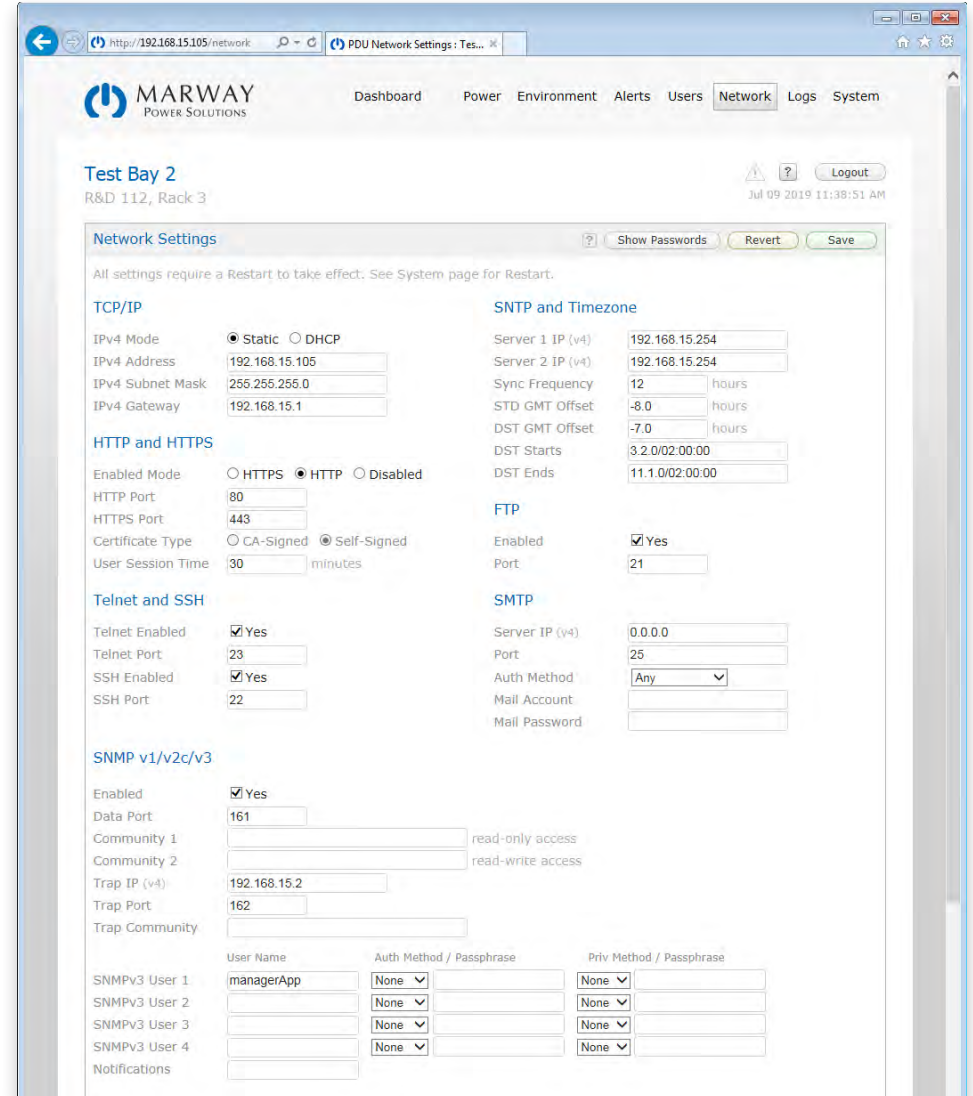 http://192.168.15.105/network
PDU Network Settings : Tes...
MARWAY
POWER SOLUTIONS
Dashboard Power Environment Alerts Users Network Logs System
Test Bay 2
? Logout
R&D 112, Rack 3
Jul 09 2019 11:38:51 AM
Network Settings
? Show Passwords Revert Save
All settings require a Restart to take effect. See System page for Restart.
TCP/IP
IPv4 Mode Static DHCP
IPv4 Address 192.168.15.105
IPv4 Subnet Mask 255.255.255.0
IPv4 Gateway 192.168.15.1
HTTP and HTTPS
Enabled Mode HTTPS HTTP Disabled
HTTP Port 80
HTTPS Port 443
Certificate Type CA-Signed Self-Signed
User Session Time 30 minutes
Telnet and SSH
Telnet Enabled Yes
Telnet Port 23
SSH Enabled Yes
SSH Port 22
SNTP and Timezone
Server 1 IP (v4) 192.168.15.254
Server 2 IP (v4) 192.168.15.254
Sync Frequency 12 hours
STD GMT Offset -8.0 hours
DST GMT Offset -7.0 hours
DST Starts 3.2.0/02:00:00
DST Ends 11.1.0/02:00:00
FTP
Enabled Yes
Port 21
SMTP
Server IP (v4) 0.0.0.0
Port 25
Auth Method Any
Mail Account
Mail Password
SNMP v1/v2c/v3
Enabled Yes
Data Port 161
Community 1 read-only access
Community 2 read-write access
Trap IP (v4) 192.168.15.2
Trap Port 162
Trap Community
User Name Auth Method / Passphrase Priv Method / Passphrase
SNMPv3 User 1 managerApp None None
SNMPv3 User 2 None None
SNMPv3 User 3 None None
SNMPv3 User 4 None None
Notifications